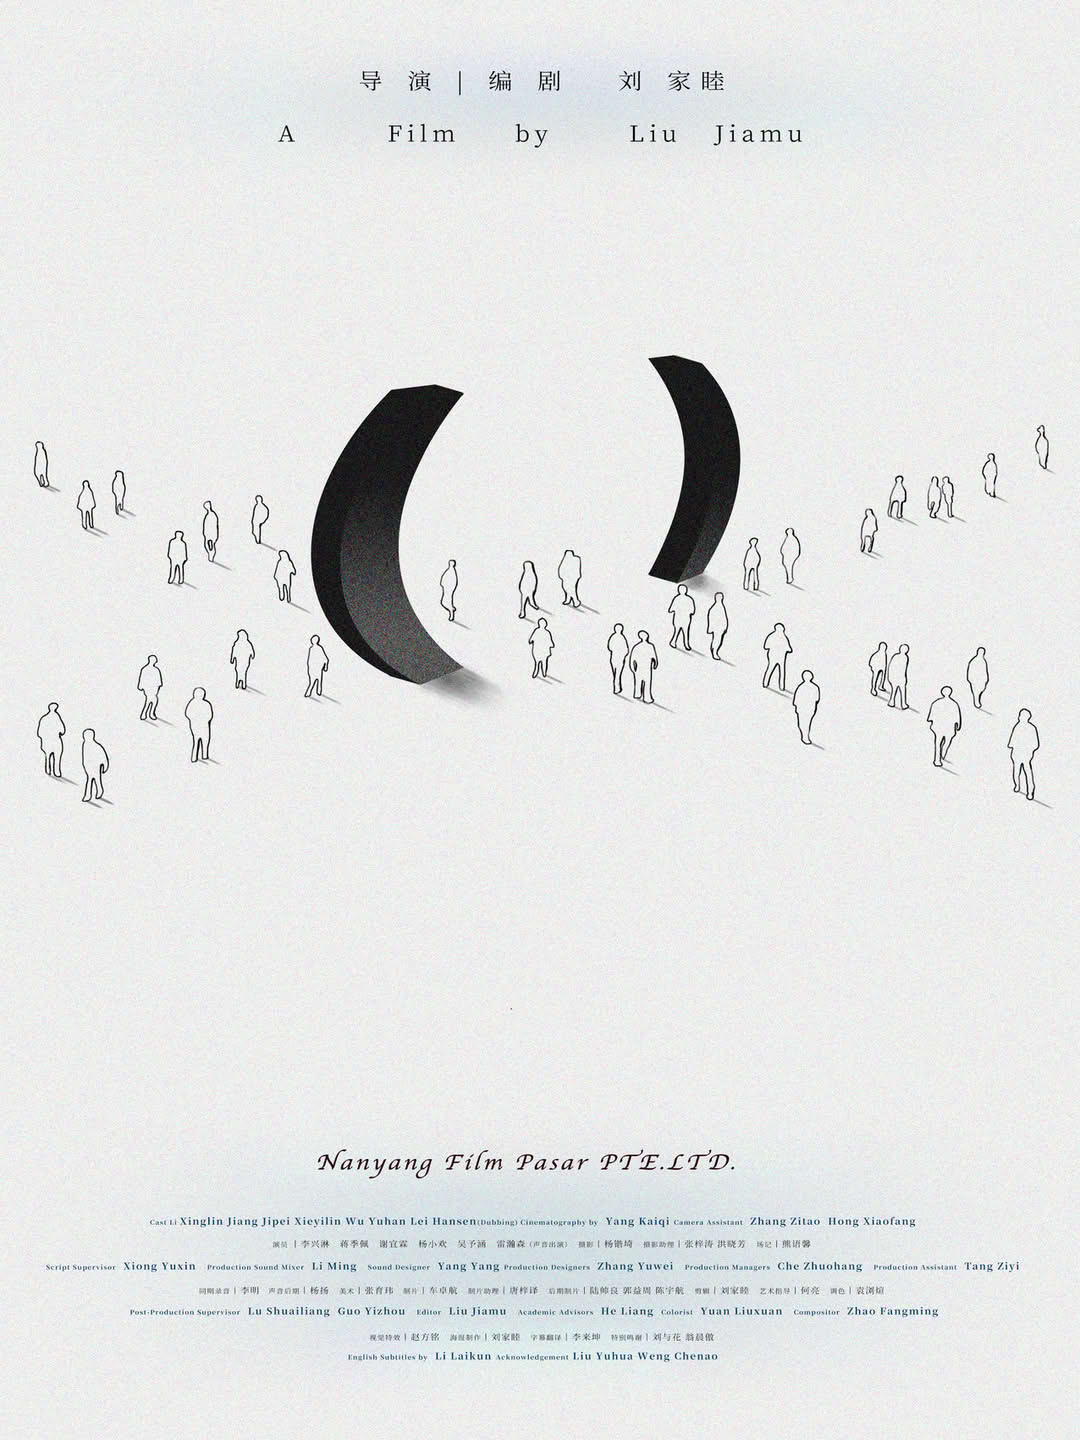 导演|编剧 刘家睦
A Film by Liu Jiamu
( )
Nanyang Film Pasar PTE.LTD.
Cast Li Xinglin Jiang Jipei Xieyilin Wu Yuhan Lei Hansen(Dubbing) Cinematography by Yang Kaiqi Camera Assistant Zhang Zitao Hong Xiaofang
演员|李兴淋 蒋季佩 谢宜霖 杨小欢 吴予涵 雷瀚森(声音出演) 摄影|杨锴埼 摄影助理|张梓涛 洪晓芳 场记|熊语馨
Script Supervisor Xiong Yuxin Production Sound Mixer Li Ming Sound Designer Yang Yang Production Designers Zhang Yuwei Production Managers Che Zhuohang Production Assistant Tang Ziyi
同期录音|李明 声音后期|杨扬 美术|张育玮 制片|车卓航 制片助理|唐梓译 后期制片|陆帅良 郭益周 陈宇航 剪辑|刘家睦 艺术指导|何亮 调色|袁浏煊
Post-Production Supervisor Lu Shuailiang Guo Yizhou Editor Liu Jiamu Academic Advisors He Liang Colorist Yuan Liuxuan Compositor Zhao Fangming
视觉特效|赵方铭 海报制作|刘家睦 字幕翻译|李来坤 特别鸣谢|刘与花 翁晨傲
English Subtitles by Li Laikun Acknowledgement Liu Yuhua Weng Chenao